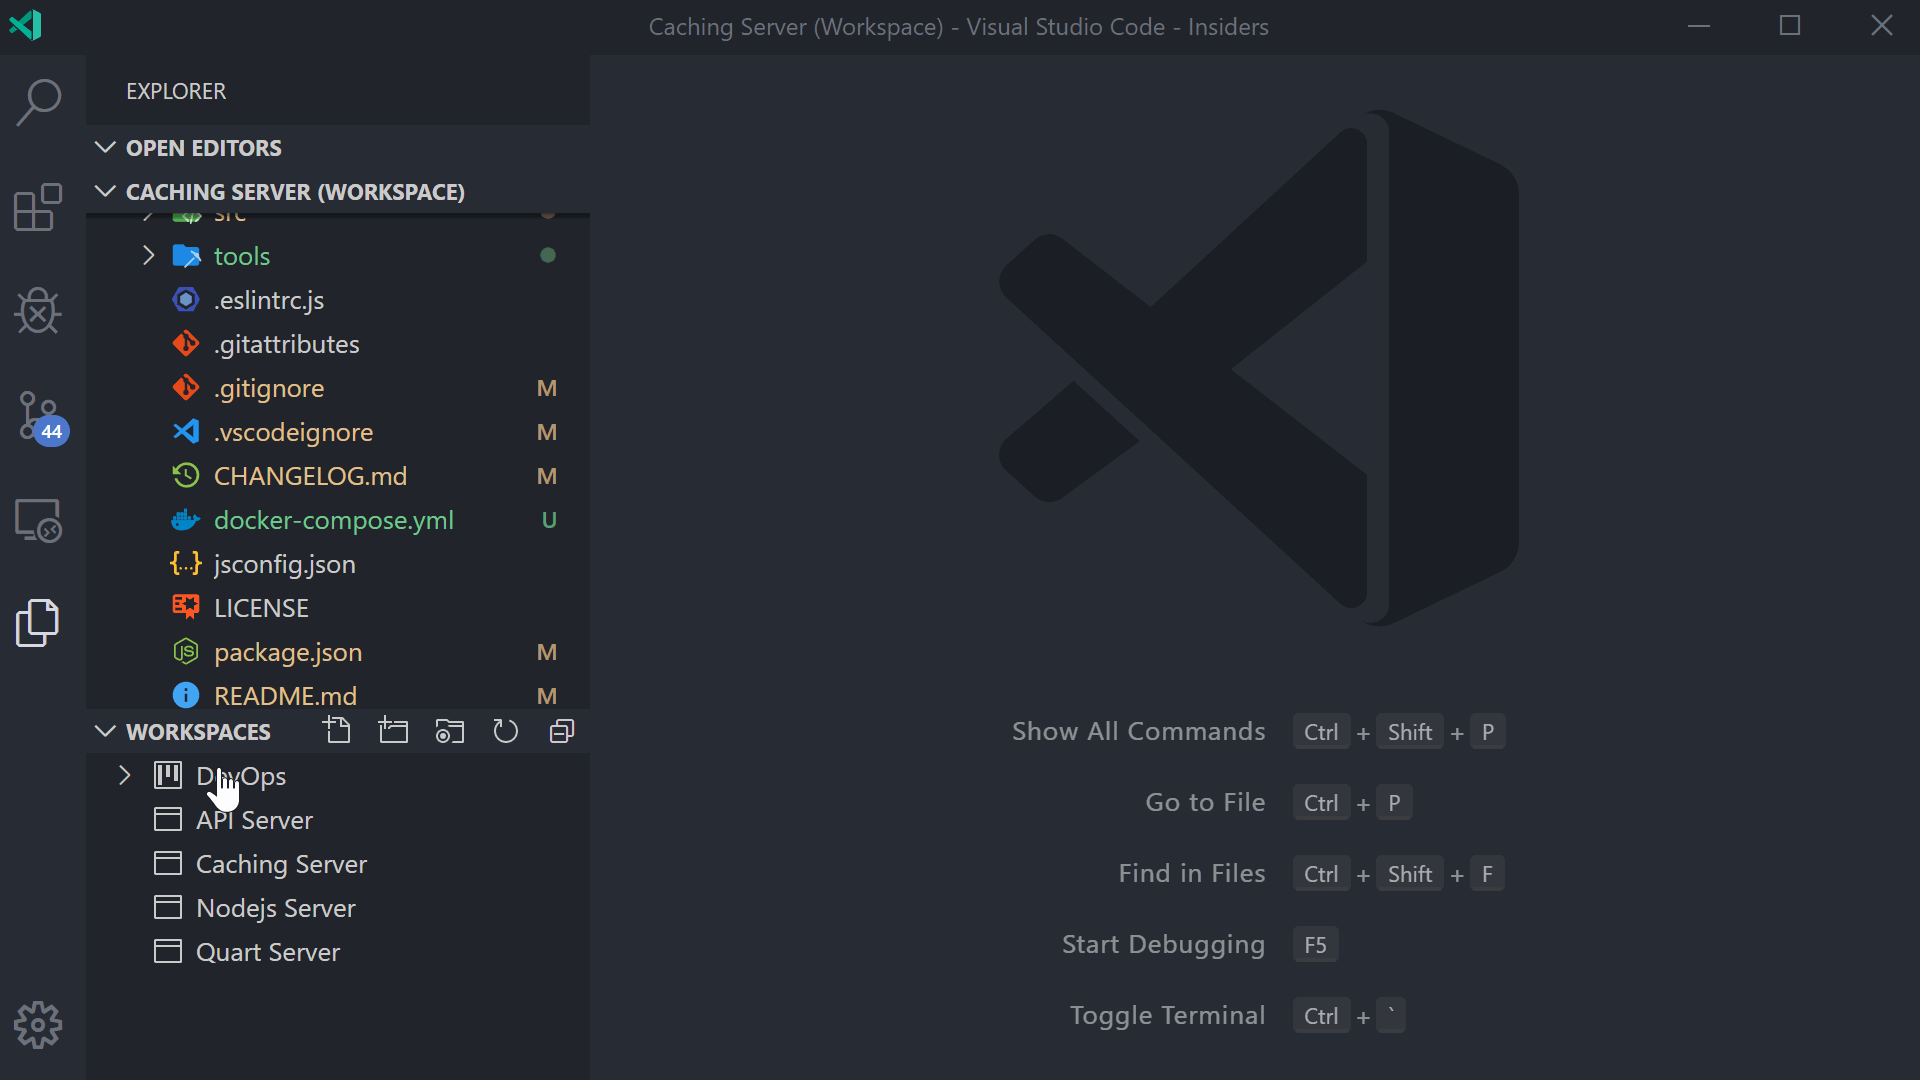 Caching Server (Workspace) - Visual Studio Code - Insiders
EXPLORER
OPEN EDITORS
CACHING SERVER (WORKSPACE)
src
tools
.eslintrc.js
.gitattributes
.gitignore M
.vscodeignore M
CHANGELOG.md M
docker-compose.yml U
{...} jsconfig.json
LICENSE
JS package.json M
i README.md M
44
WORKSPACES
DevOps
API Server
Caching Server
Nodejs Server
Quart Server
Show All Commands Ctrl + Shift + P
Go to File Ctrl + P
Find in Files Ctrl + Shift + F
Start Debugging F5
Toggle Terminal Ctrl + `